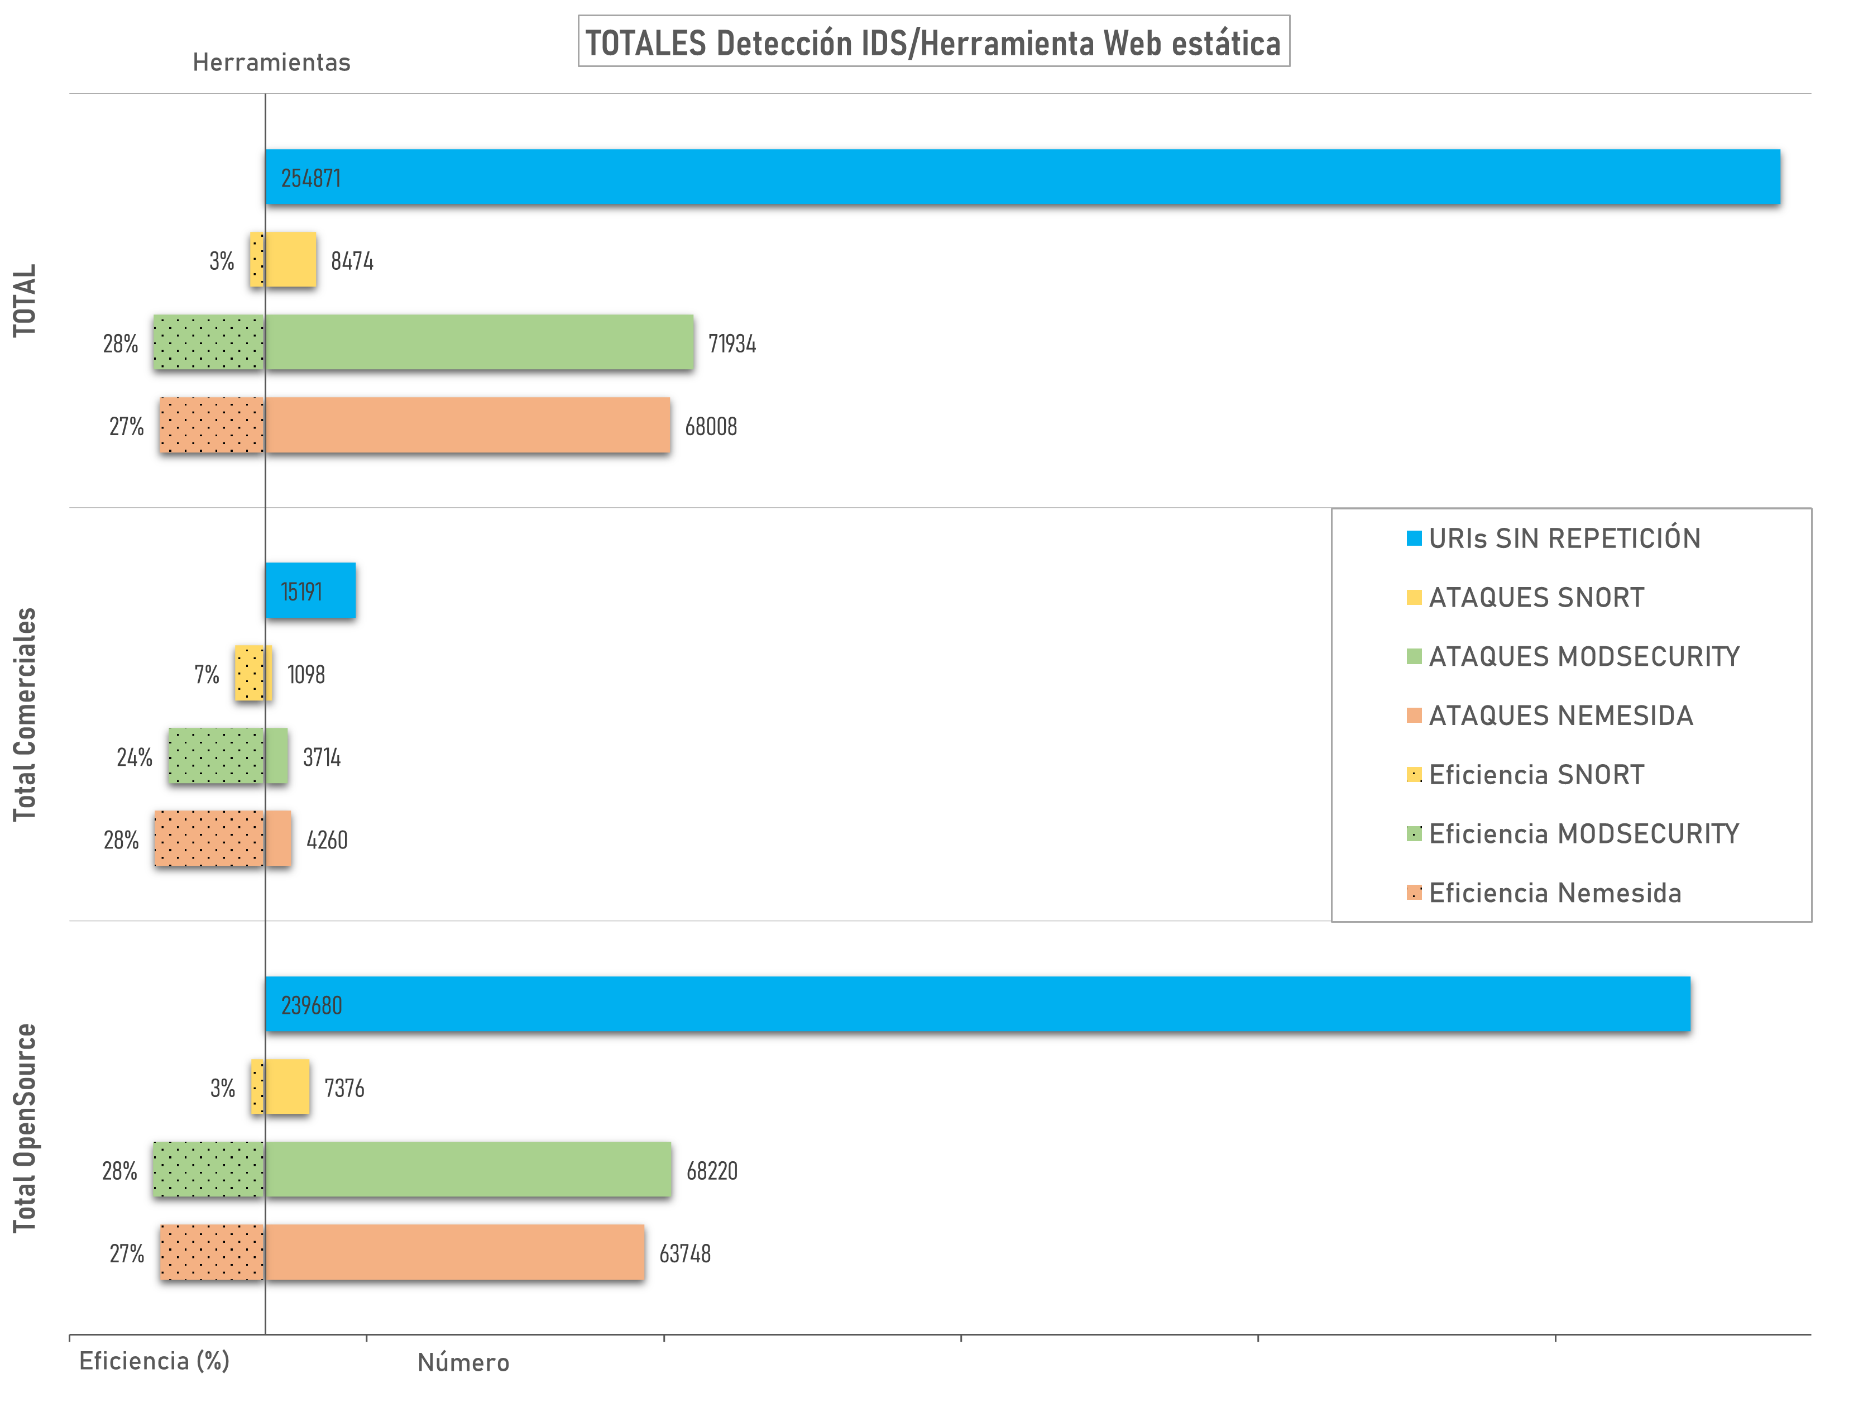 TOTALES Detección IDS/Herramienta Web estática
Herramientas
TOTAL
254871
3% 8474
28% 71934
27% 68008
Total Comerciales
15191
7% 1098
24% 3714
28% 4260
URIs SIN REPETICIÓN
ATAQUES SNORT
ATAQUES MODSECURITY
ATAQUES NEMESIDA
Eficiencia SNORT
Eficiencia MODSECURITY
Eficiencia Nemesida
Total OpenSource
239680
3% 7376
28% 68220
27% 63748
Eficiencia (%) Número